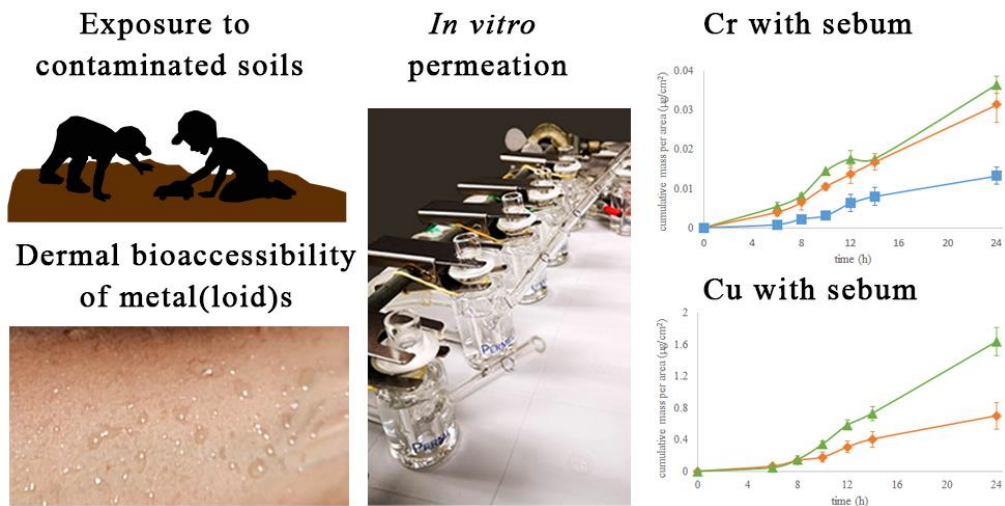 Exposure to
contaminated soils
Dermal bioaccessibility
of metal(loid)s
In vitro
permeation
PERMEG
Cr with sebum
cumulative mass per area (μg/cm²)
0.04
0.03
0.02
0.01
0
0 4 8 12 16 20 24
time (h)
Cu with sebum
cumulative mass per area (μg/cm²)
2
1.6
1.2
0.8
0.4
0
0 4 8 12 16 20 24
time (h)